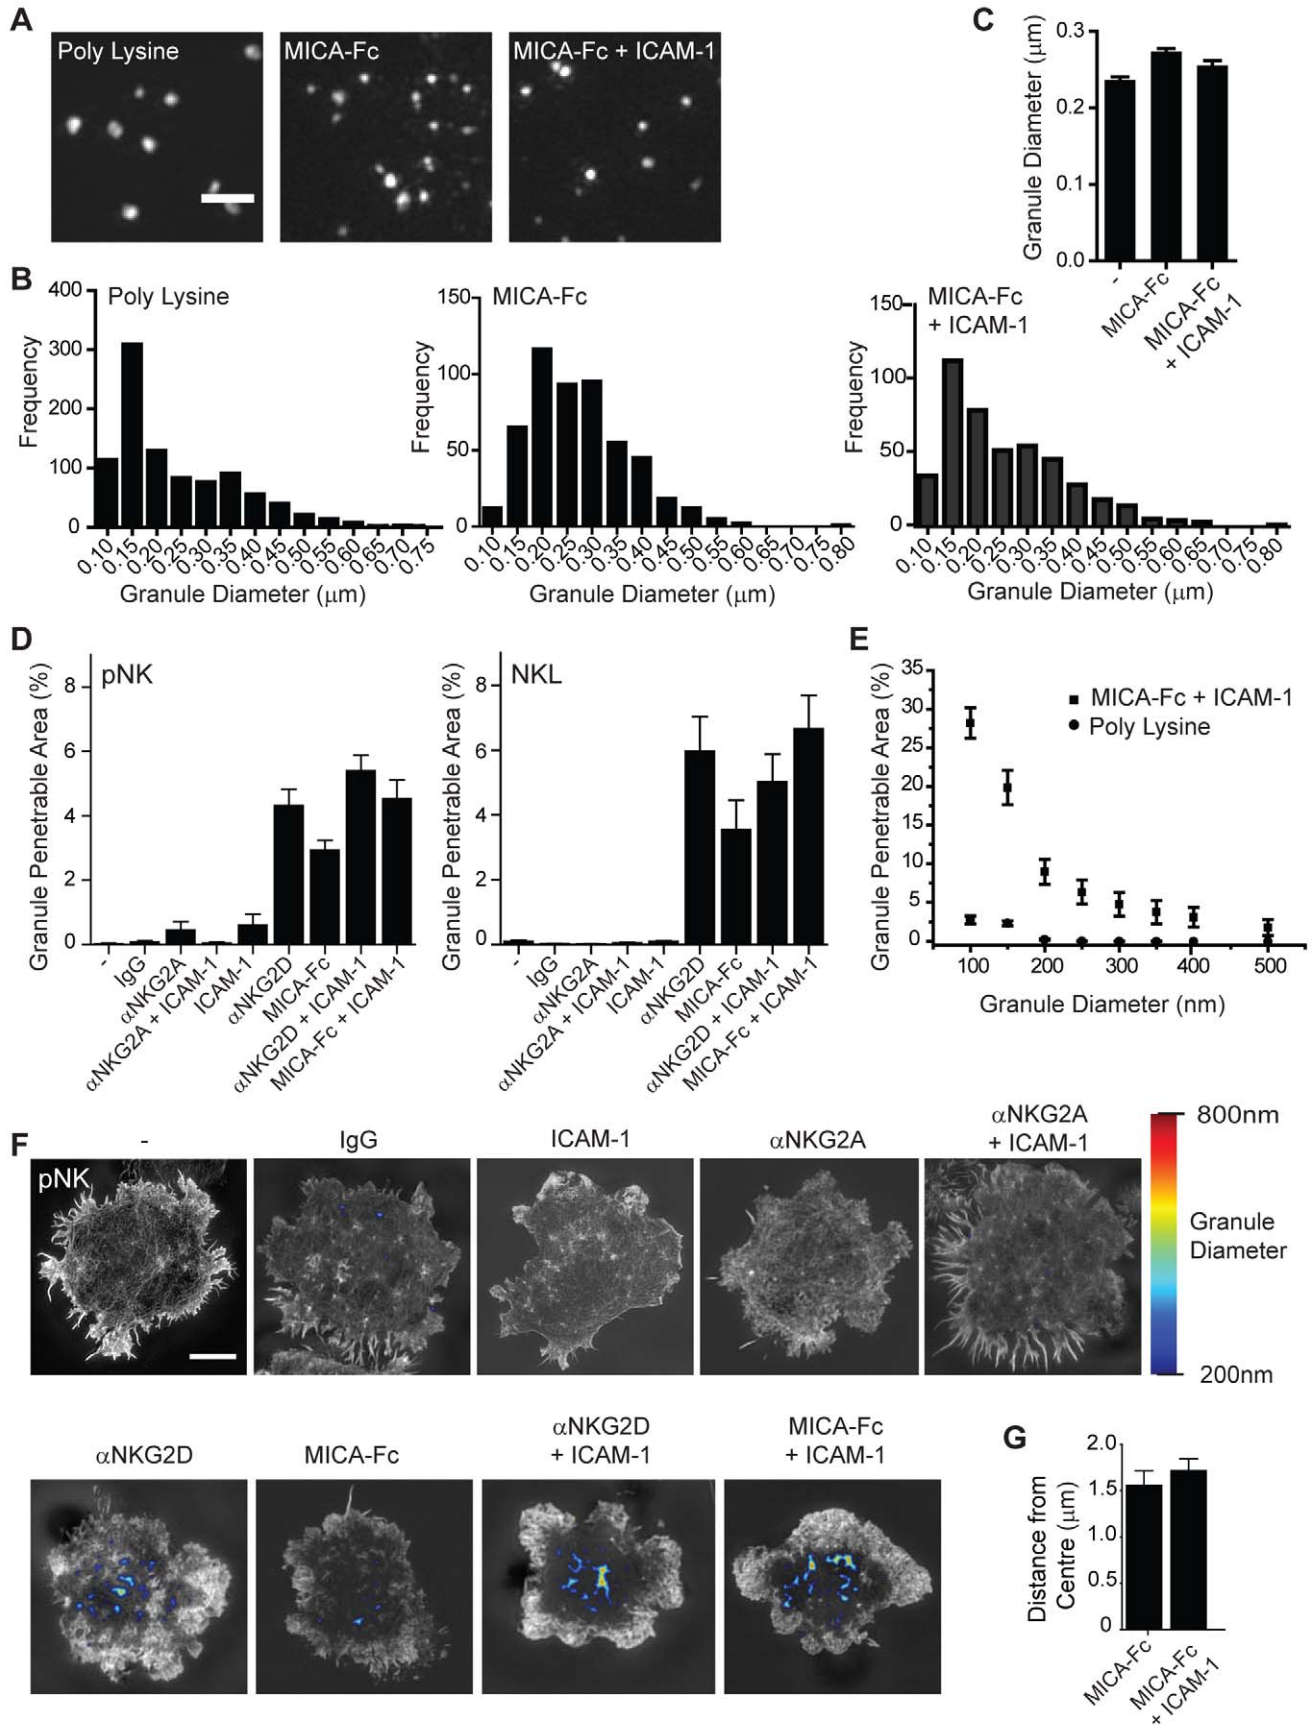 A
Poly Lysine
MICA-Fc
MICA-Fc + ICAM-1
C
Granule Diameter (μm)
0.3
0.2
0.1
0.0
-
MICA-Fc
MICA-Fc
+ ICAM-1
B
Poly Lysine
Frequency
400
300
200
100
0
0.10
0.15
0.20
0.25
0.30
0.35
0.40
0.45
0.50
0.55
0.60
0.65
0.70
0.75
Granule Diameter (μm)
MICA-Fc
Frequency
150
100
50
0
0.10
0.15
0.20
0.25
0.30
0.35
0.40
0.45
0.50
0.55
0.60
0.65
0.70
0.75
0.80
Granule Diameter (μm)
MICA-Fc
+ ICAM-1
Frequency
150
100
50
0
0.10
0.15
0.20
0.25
0.30
0.35
0.40
0.45
0.50
0.55
0.60
0.65
0.70
0.75
0.80
Granule Diameter (μm)
D
pNK
Granule Penetrable Area (%)
8
6
4
2
0
-
IgG
αNKG2A
αNKG2A + ICAM-1
ICAM-1
αNKG2D
MICA-Fc
αNKG2D + ICAM-1
MICA-Fc + ICAM-1
NKL
Granule Penetrable Area (%)
8
6
4
2
0
-
IgG
αNKG2A
αNKG2A + ICAM-1
ICAM-1
αNKG2D
MICA-Fc
αNKG2D + ICAM-1
MICA-Fc + ICAM-1
E
Granule Penetrable Area (%)
35
30
25
20
15
10
5
0
MICA-Fc + ICAM-1
Poly Lysine
100
200
300
400
500
Granule Diameter (nm)
F
-
IgG
ICAM-1
αNKG2A
αNKG2A
+ ICAM-1
pNK
800nm
Granule
Diameter
200nm
αNKG2D
MICA-Fc
αNKG2D
+ ICAM-1
MICA-Fc
+ ICAM-1
G
Distance from
Centre (μm)
2.0
1.5
1.0
0.5
0
MICA-Fc
MICA-Fc
+ ICAM-1